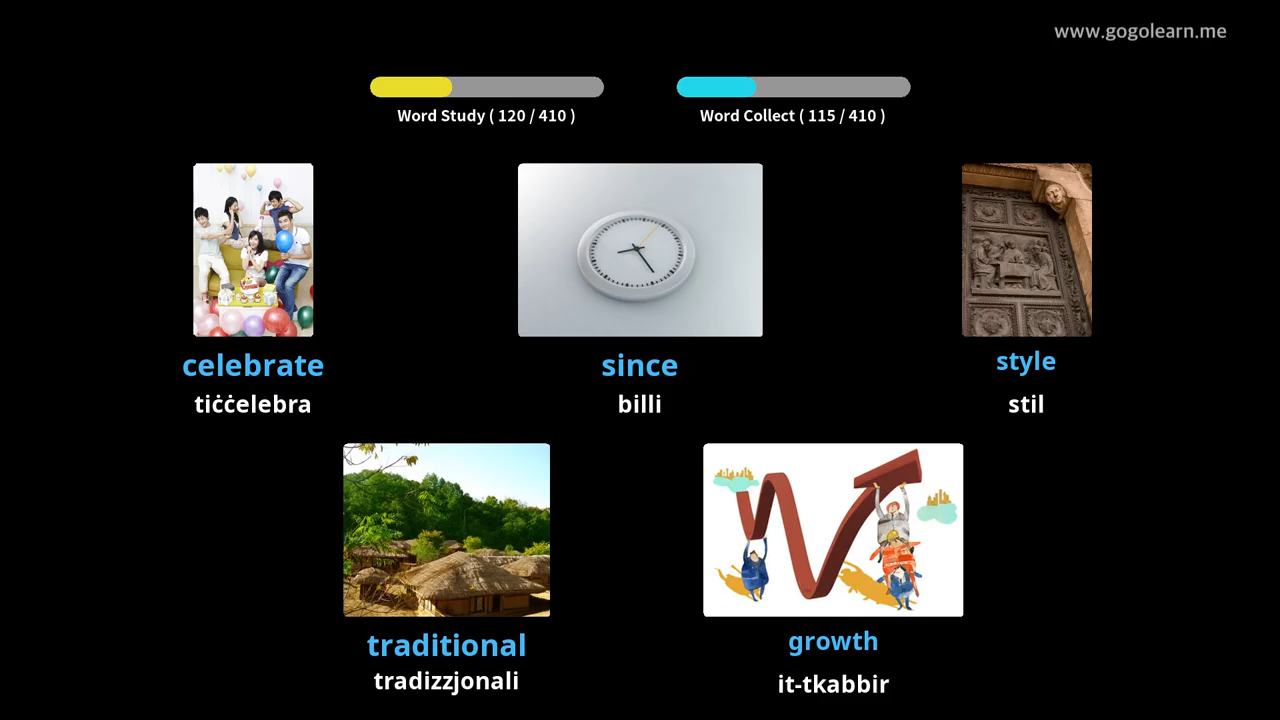 www.gogolearn.me
Word Study ( 120 / 410 )
Word Collect ( 115 / 410 )
celebrate
tiċċelebra
since
billi
style
stil
traditional
tradizzjonali
growth
it-tkabbir